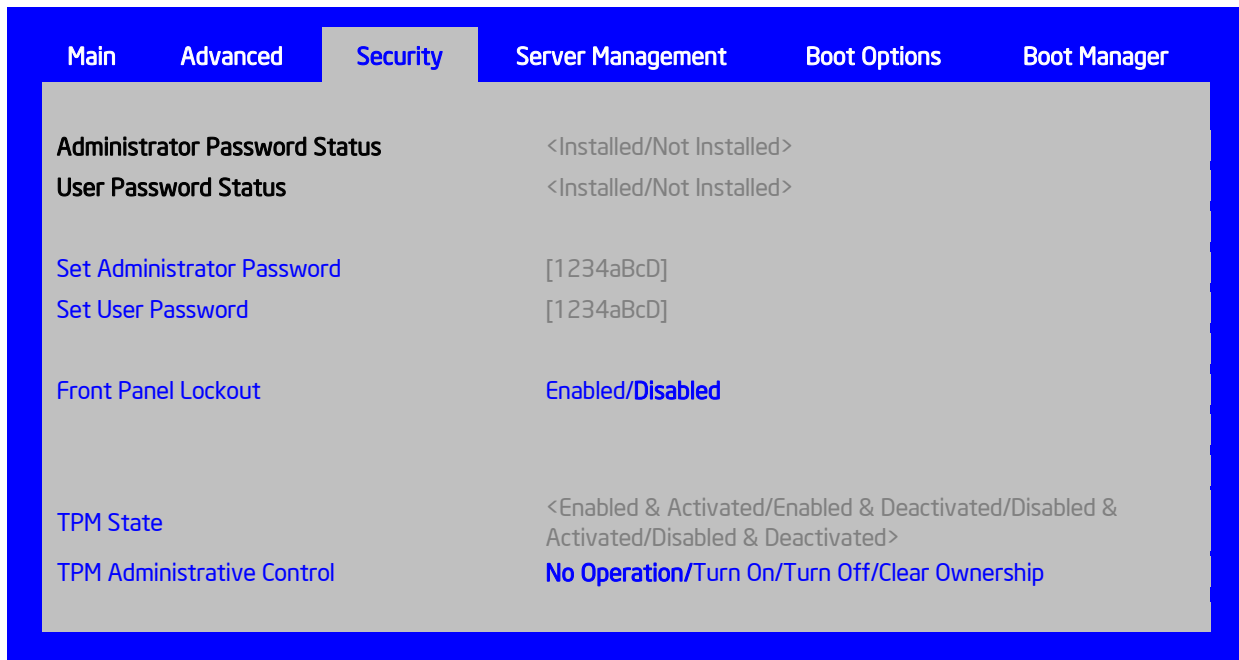 Main Advanced Security Server Management Boot Options Boot Manager
Administrator Password Status <Installed/Not Installed>
User Password Status <Installed/Not Installed>
Set Administrator Password [1234aBcD]
Set User Password [1234aBcD]
Front Panel Lockout Enabled/Disabled
TPM State <Enabled & Activated/Enabled & Deactivated/Disabled &
Activated/Disabled & Deactivated>
TPM Administrative Control No Operation/Turn On/Turn Off/Clear Ownership